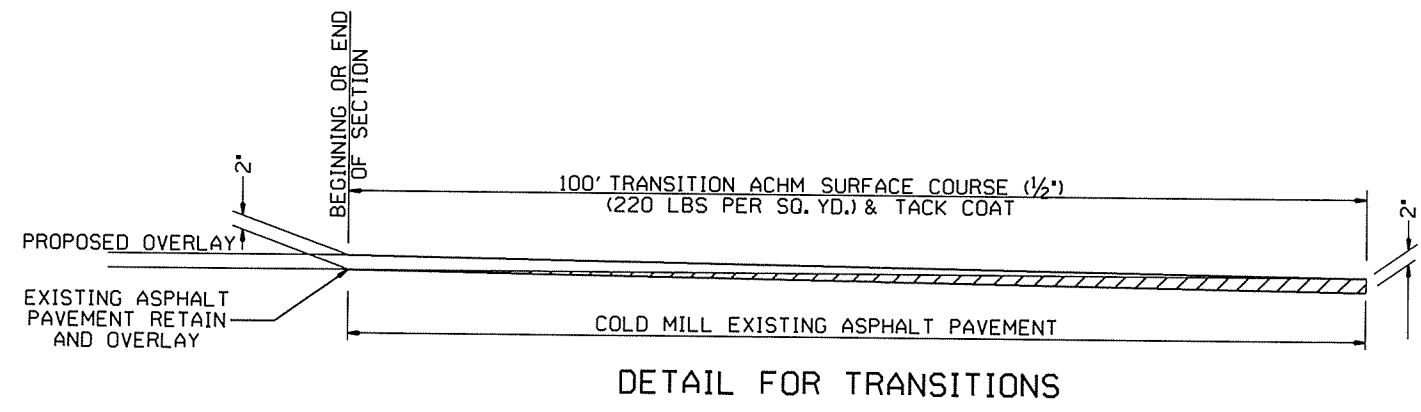 BEGINNING OR END
OF SECTION
2"
100' TRANSITION ACHM SURFACE COURSE (½")
(220 LBS PER SQ. YD.) & TACK COAT
2"
PROPOSED OVERLAY
EXISTING ASPHALT
PAVEMENT RETAIN
AND OVERLAY
COLD MILL EXISTING ASPHALT PAVEMENT
DETAIL FOR TRANSITIONS